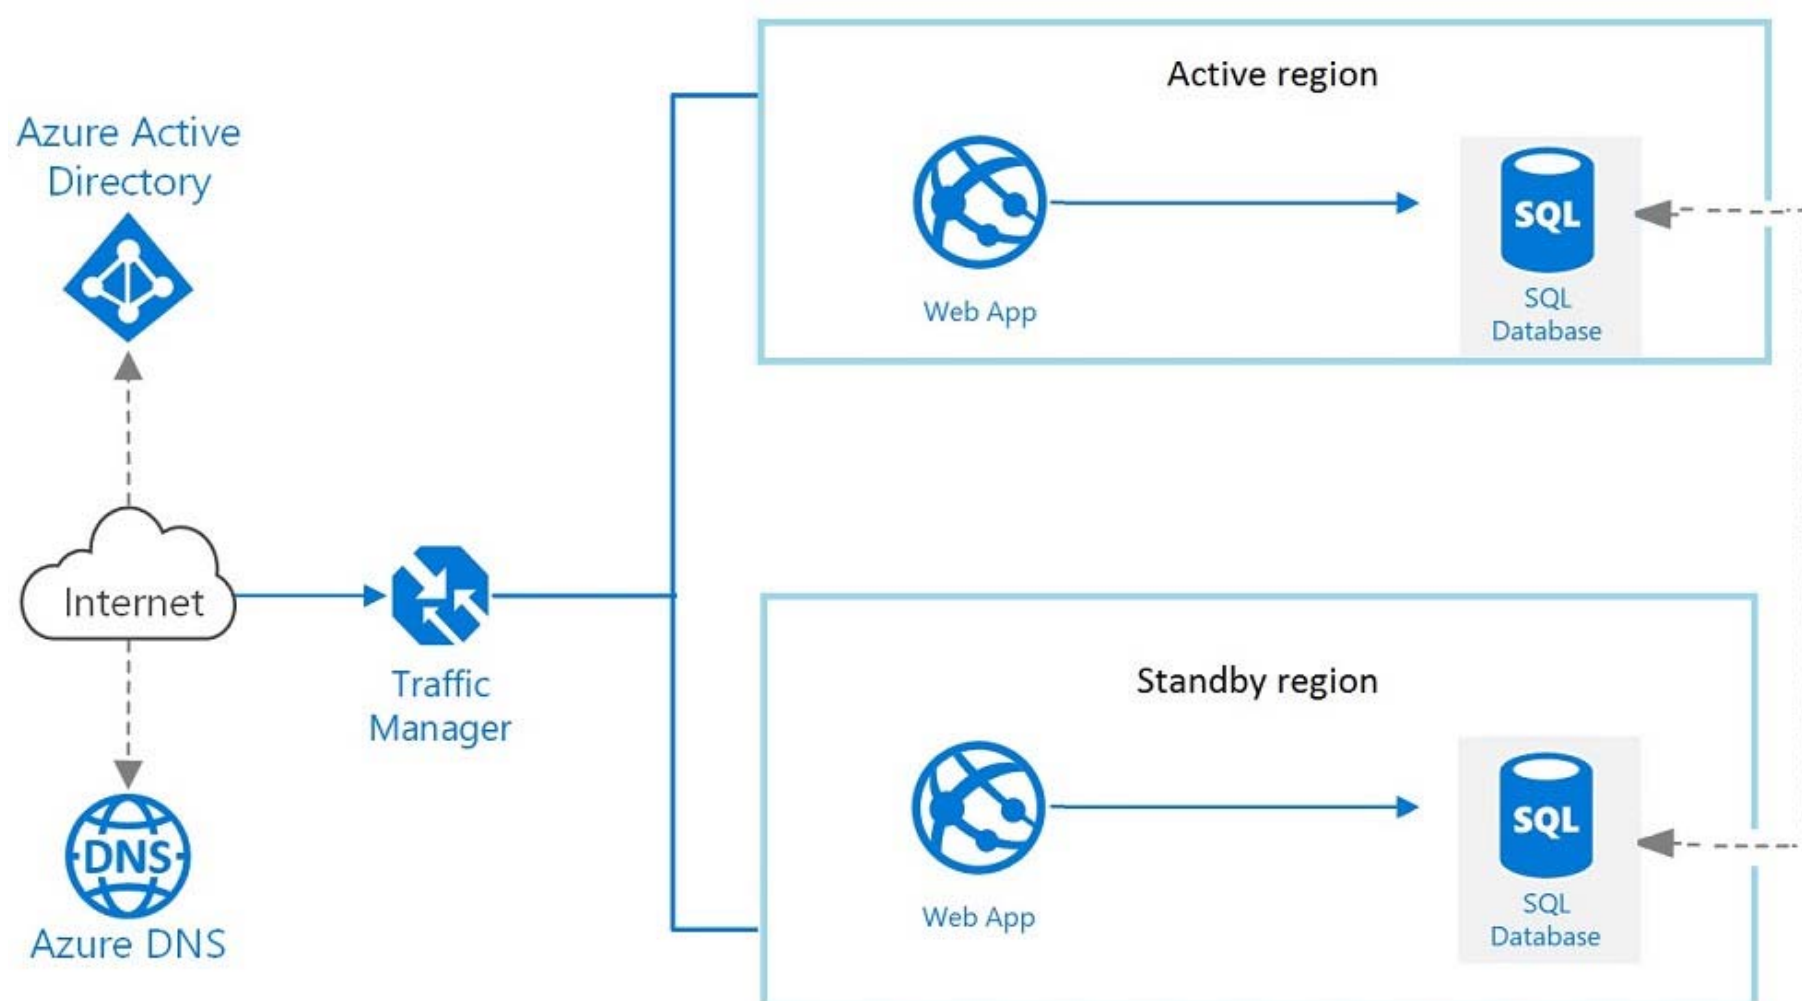 Azure Active
Directory
Internet
DNS
Azure DNS
Traffic
Manager
Active region
Web App
SQL
SQL
Database
Standby region
Web App
SQL
SQL
Database